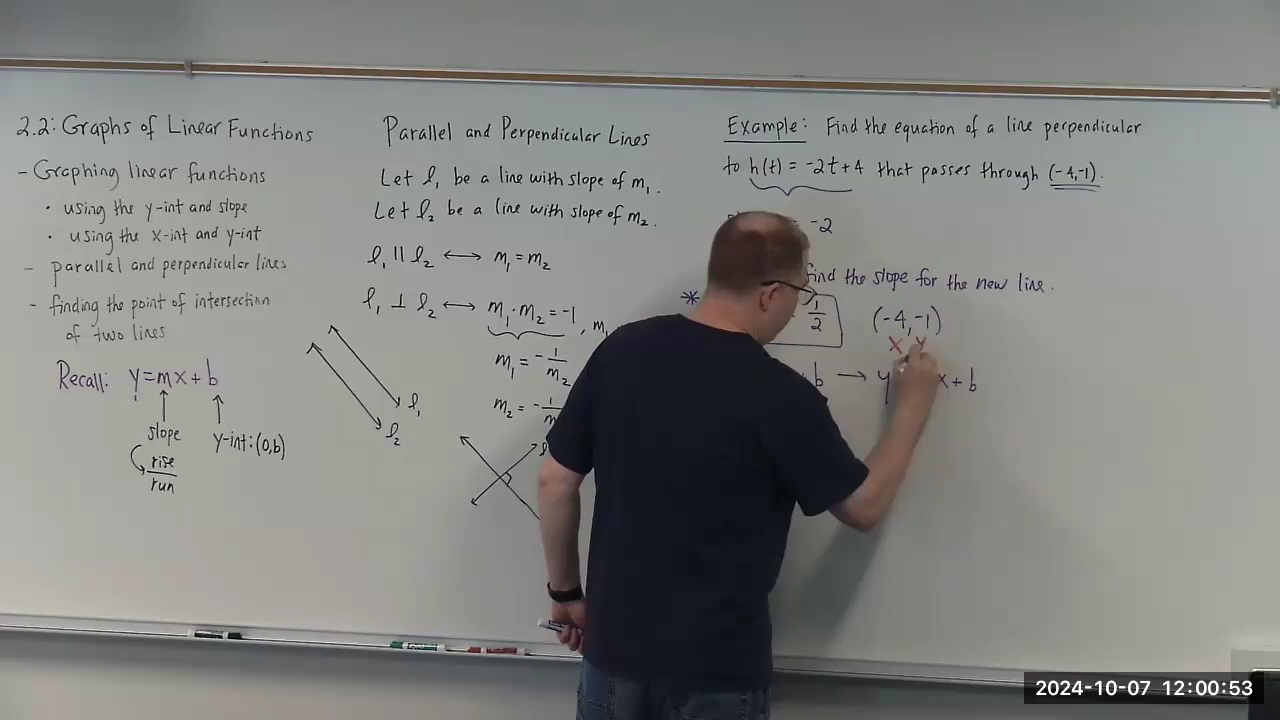 2.2: Graphs of Linear Functions
- Graphing linear functions
• using the y-int and slope
• using the x-int and y-int
- parallel and perpendicular lines
- finding the point of intersection
of two lines
Recall: y=mx+b
slope
y-int:(0,b)
rise
run
Parallel and Perpendicular Lines
Let l₁ be a line with slope of m₁.
Let l₂ be a line with slope of m₂.
l₁ || l₂ ⟷ m₁ = m₂
l₁ ⊥ l₂ ⟷ m₁·m₂ = -1, m₁
m₁ = -1/m₂
m₂ = -1/m
l₁
l₂
Example: Find the equation of a line perpendicular
to h(t) = -2t+4 that passes through (-4,-1).
-2
* find the slope for the new line.
1/2 (-4,-1)
x y
b → y x+b
2024-10-07 12:00:53